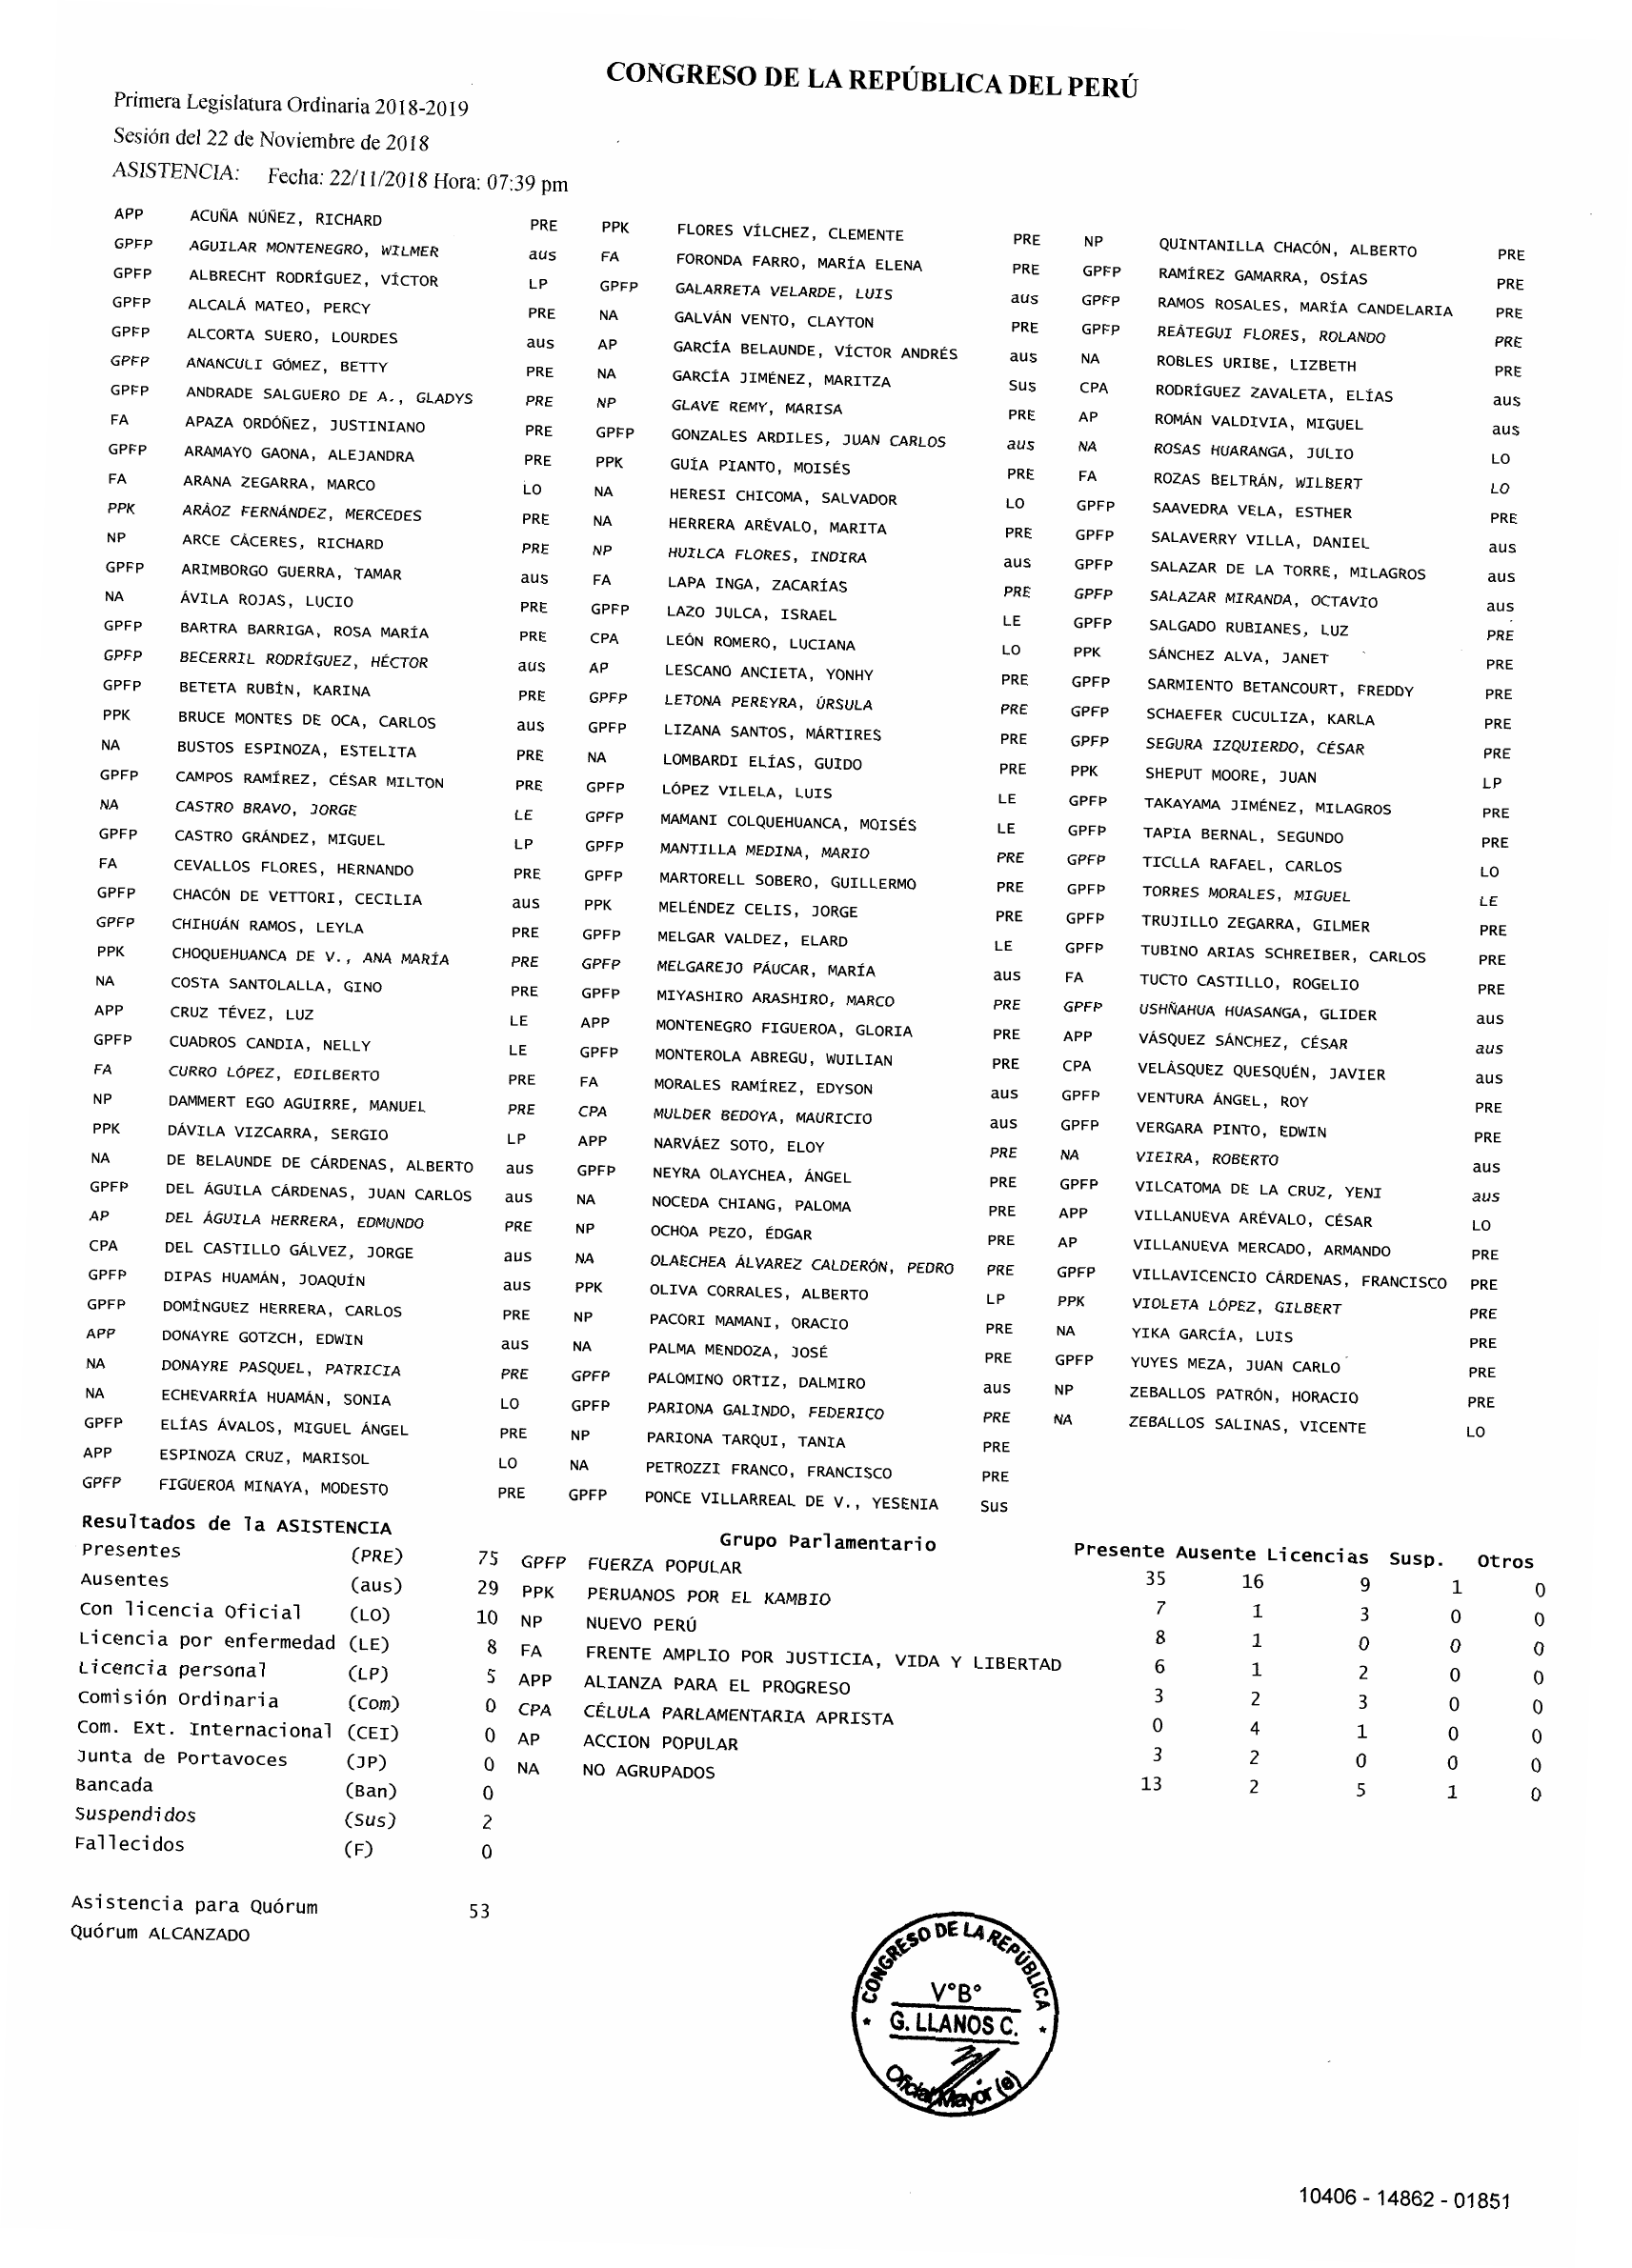 CONGRESO DE LA REPÚBLICA DEL PERÚ
Primera Legislatura Ordinaria 2018-2019
Sesión del 22 de Noviembre de 2018
ASISTENCIA: Fecha: 22/11/2018 Hora: 07:39 pm
APP ACUÑA NÚÑEZ, RICHARD PRE PPK FLORES VÍLCHEZ, CLEMENTE PRE NP QUINTANILLA CHACÓN, ALBERTO PRE
GPFP AGUILAR MONTENEGRO, WILMER aus FA FORONDA FARRO, MARÍA ELENA PRE GPFP RAMÍREZ GAMARRA, OSÍAS PRE
GPFP ALBRECHT RODRÍGUEZ, VÍCTOR LP GPFP GALARRETA VELARDE, LUIS aus GPFP RAMOS ROSALES, MARÍA CANDELARIA PRE
GPFP ALCALÁ MATEO, PERCY PRE NA GALVÁN VENTO, CLAYTON PRE GPFP REÁTEGUI FLORES, ROLANDO PRE
GPFP ALCORTA SUERO, LOURDES aus AP GARCÍA BELAUNDE, VÍCTOR ANDRÉS aus NA ROBLES URIBE, LIZBETH PRE
GPFP ANANCULI GÓMEZ, BETTY PRE NA GARCÍA JIMÉNEZ, MARITZA Sus CPA RODRÍGUEZ ZAVALETA, ELÍAS aus
GPFP ANDRADE SALGUERO DE A., GLADYS PRE NP GLAVE REMY, MARISA PRE AP ROMÁN VALDIVIA, MIGUEL aus
FA APAZA ORDÓÑEZ, JUSTINIANO PRE GPFP GONZALES ARDILES, JUAN CARLOS aus NA ROSAS HUARANGA, JULIO LO
GPFP ARAMAYO GAONA, ALEJANDRA PRE PPK GUÍA PIANTO, MOISÉS PRE FA ROZAS BELTRÁN, WILBERT LO
FA ARANA ZEGARRA, MARCO LO NA HERESI CHICOMA, SALVADOR LO GPFP SAAVEDRA VELA, ESTHER PRE
PPK ARÁOZ FERNÁNDEZ, MERCEDES PRE NA HERRERA ARÉVALO, MARITA PRE GPFP SALAVERRY VILLA, DANIEL aus
NP ARCE CÁCERES, RICHARD PRE NP HUILCA FLORES, INDIRA aus GPFP SALAZAR DE LA TORRE, MILAGROS aus
GPFP ARIMBORGO GUERRA, TAMAR aus FA LAPA INGA, ZACARÍAS PRE GPFP SALAZAR MIRANDA, OCTAVIO aus
NA ÁVILA ROJAS, LUCIO PRE GPFP LAZO JULCA, ISRAEL LE GPFP SALGADO RUBIANES, LUZ PRE
GPFP BARTRA BARRIGA, ROSA MARÍA PRE CPA LEÓN ROMERO, LUCIANA LO PPK SÁNCHEZ ALVA, JANET PRE
GPFP BECERRIL RODRÍGUEZ, HÉCTOR aus AP LESCANO ANCIETA, YONHY PRE GPFP SARMIENTO BETANCOURT, FREDDY PRE
GPFP BETETA RUBÍN, KARINA PRE GPFP LETONA PEREYRA, ÚRSULA PRE GPFP SCHAEFER CUCULIZA, KARLA PRE
PPK BRUCE MONTES DE OCA, CARLOS aus GPFP LIZANA SANTOS, MÁRTIRES PRE GPFP SEGURA IZQUIERDO, CÉSAR PRE
NA BUSTOS ESPINOZA, ESTELITA PRE NA LOMBARDI ELÍAS, GUIDO PRE PPK SHEPUT MOORE, JUAN LP
GPFP CAMPOS RAMÍREZ, CÉSAR MILTON PRE GPFP LÓPEZ VILELA, LUIS LE GPFP TAKAYAMA JIMÉNEZ, MILAGROS PRE
NA CASTRO BRAVO, JORGE LE GPFP MAMANI COLQUEHUANCA, MOISÉS LE GPFP TAPIA BERNAL, SEGUNDO PRE
GPFP CASTRO GRÁNDEZ, MIGUEL LP GPFP MANTILLA MEDINA, MARIO PRE GPFP TICLLA RAFAEL, CARLOS LO
FA CEVALLOS FLORES, HERNANDO PRE GPFP MARTORELL SOBERO, GUILLERMO PRE GPFP TORRES MORALES, MIGUEL LE
GPFP CHACÓN DE VETTORI, CECILIA aus PPK MELÉNDEZ CELIS, JORGE PRE GPFP TRUJILLO ZEGARRA, GILMER PRE
GPFP CHIHUÁN RAMOS, LEYLA PRE GPFP MELGAR VALDEZ, ELARD LE GPFP TUBINO ARIAS SCHREIBER, CARLOS PRE
PPK CHOQUEHUANCA DE V., ANA MARÍA PRE GPFP MELGAREJO PÁUCAR, MARÍA aus FA TUCTO CASTILLO, ROGELIO PRE
NA COSTA SANTOLALLA, GINO PRE GPFP MIYASHIRO ARASHIRO, MARCO PRE GPFP USHÑAHUA HUASANGA, GLIDER aus
APP CRUZ TÉVEZ, LUZ LE APP MONTENEGRO FIGUEROA, GLORIA PRE APP VÁSQUEZ SÁNCHEZ, CÉSAR aus
GPFP CUADROS CANDIA, NELLY LE GPFP MONTEROLA ABREGU, WUILIAN PRE CPA VELÁSQUEZ QUESQUÉN, JAVIER aus
FA CURRO LÓPEZ, EDILBERTO PRE FA MORALES RAMÍREZ, EDYSON aus GPFP VENTURA ÁNGEL, ROY PRE
NP DAMMERT EGO AGUIRRE, MANUEL PRE CPA MULDER BEDOYA, MAURICIO aus GPFP VERGARA PINTO, EDWIN PRE
PPK DÁVILA VIZCARRA, SERGIO LP APP NARVÁEZ SOTO, ELOY PRE NA VIEIRA, ROBERTO aus
NA DE BELAUNDE DE CÁRDENAS, ALBERTO aus GPFP NEYRA OLAYCHEA, ÁNGEL PRE GPFP VILCATOMA DE LA CRUZ, YENI aus
GPFP DEL ÁGUILA CÁRDENAS, JUAN CARLOS aus NA NOCEDA CHIANG, PALOMA PRE APP VILLANUEVA ARÉVALO, CÉSAR LO
AP DEL ÁGUILA HERRERA, EDMUNDO PRE NP OCHOA PEZO, ÉDGAR PRE AP VILLANUEVA MERCADO, ARMANDO PRE
CPA DEL CASTILLO GÁLVEZ, JORGE aus NA OLAECHEA ÁLVAREZ CALDERÓN, PEDRO PRE GPFP VILLAVICENCIO CÁRDENAS, FRANCISCO PRE
GPFP DIPAS HUAMÁN, JOAQUÍN aus PPK OLIVA CORRALES, ALBERTO LP PPK VIOLETA LÓPEZ, GILBERT PRE
GPFP DOMÍNGUEZ HERRERA, CARLOS PRE NP PACORI MAMANI, ORACIO PRE NA YIKA GARCÍA, LUIS PRE
APP DONAYRE GOTZCH, EDWIN aus NA PALMA MENDOZA, JOSÉ PRE GPFP YUYES MEZA, JUAN CARLO PRE
NA DONAYRE PASQUEL, PATRICIA PRE GPFP PALOMINO ORTIZ, DALMIRO aus NP ZEBALLOS PATRÓN, HORACIO PRE
NA ECHEVARRÍA HUAMÁN, SONIA LO GPFP PARIONA GALINDO, FEDERICO PRE NA ZEBALLOS SALINAS, VICENTE LO
GPFP ELÍAS ÁVALOS, MIGUEL ÁNGEL PRE NP PARIONA TARQUI, TANIA PRE
APP ESPINOZA CRUZ, MARISOL LO NA PETROZZI FRANCO, FRANCISCO PRE
GPFP FIGUEROA MINAYA, MODESTO PRE GPFP PONCE VILLARREAL DE V., YESENIA Sus
Resultados de la ASISTENCIA Grupo Parlamentario Presente Ausente Licencias Susp. Otros
Presentes (PRE) 75 GPFP FUERZA POPULAR 35 16 9 1 0
Ausentes (aus) 29 PPK PERUANOS POR EL KAMBIO 7 1 3 0 0
Con licencia Oficial (LO) 10 NP NUEVO PERÚ 8 1 0 0 0
Licencia por enfermedad (LE) 8 FA FRENTE AMPLIO POR JUSTICIA, VIDA Y LIBERTAD 6 1 2 0 0
Licencia personal (LP) 5 APP ALIANZA PARA EL PROGRESO 3 2 3 0 0
Comisión Ordinaria (Com) 0 CPA CÉLULA PARLAMENTARIA APRISTA 0 4 1 0 0
Com. Ext. Internacional (CEI) 0 AP ACCION POPULAR 3 2 0 0 0
Junta de Portavoces (JP) 0 NA NO AGRUPADOS 13 2 5 1 0
Bancada (Ban) 0
Suspendidos (Sus) 2
Fallecidos (F) 0
Asistencia para Quórum 53
Quórum ALCANZADO
CONGRESO DE LA REPÚBLICA
V°B°
G. LLANOS C.
Oficial Mayor (e)
10406 - 14862 - 01851